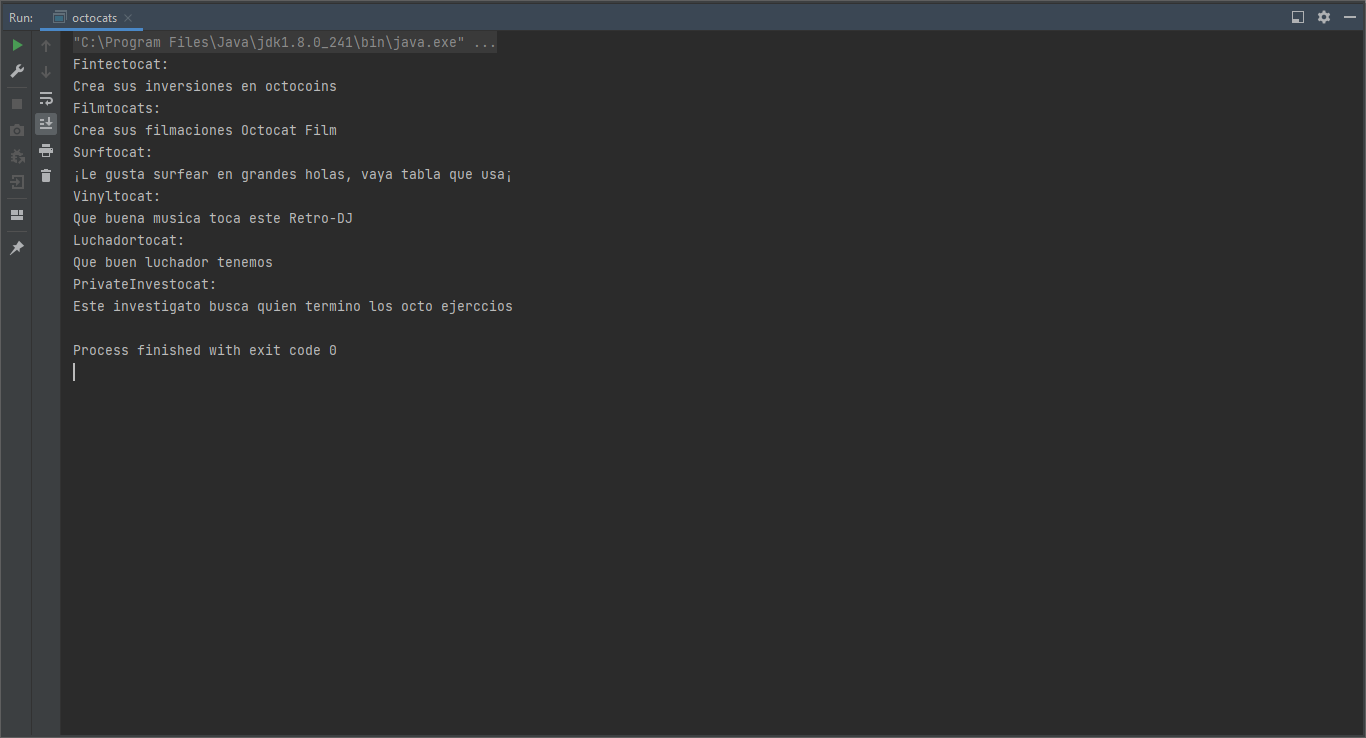 Run: octocats
"C:\Program Files\Java\jdk1.8.0_241\bin\java.exe" ...
Fintectocat:
Crea sus inversiones en octocoins
Filmtocats:
Crea sus filmaciones Octocat Film
Surftocat:
¡Le gusta surfear en grandes holas, vaya tabla que usa¡
Vinyltocat:
Que buena musica toca este Retro-DJ
Luchadortocat:
Que buen luchador tenemos
PrivateInvestocat:
Este investigato busca quien termino los octo ejerccios
Process finished with exit code 0